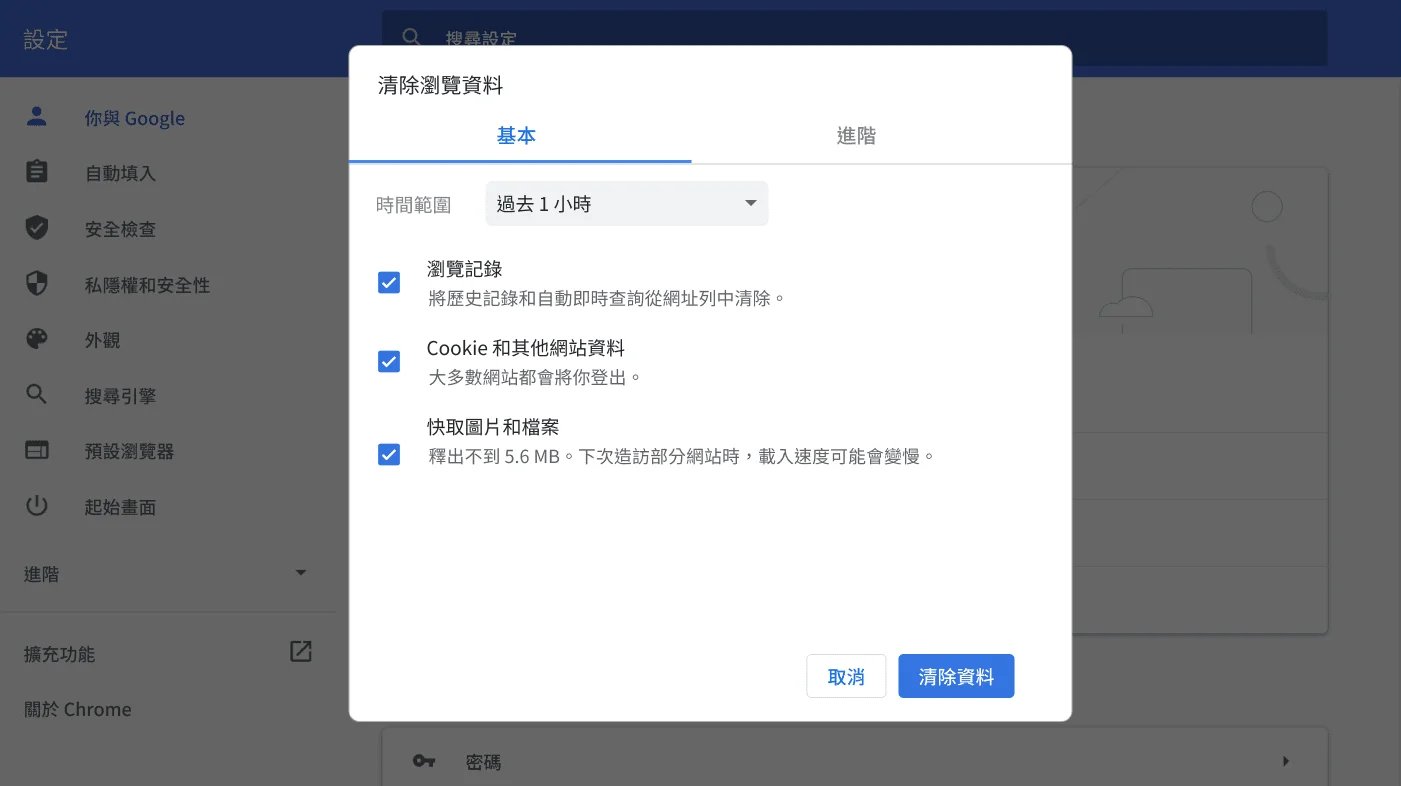 設定
搜尋設定
你與 Google
自動填入
安全檢查
私隱權和安全性
外觀
搜尋引擎
預設瀏覽器
起始畫面
進階
擴充功能
關於 Chrome
清除瀏覽資料
基本
進階
時間範圍
過去 1 小時
瀏覽記錄
將歷史記錄和自動即時查詢從網址列中清除。
Cookie 和其他網站資料
大多數網站都會將你登出。
快取圖片和檔案
釋出不到 5.6 MB。下次造訪部分網站時，載入速度可能會變慢。
取消
清除資料
密碼